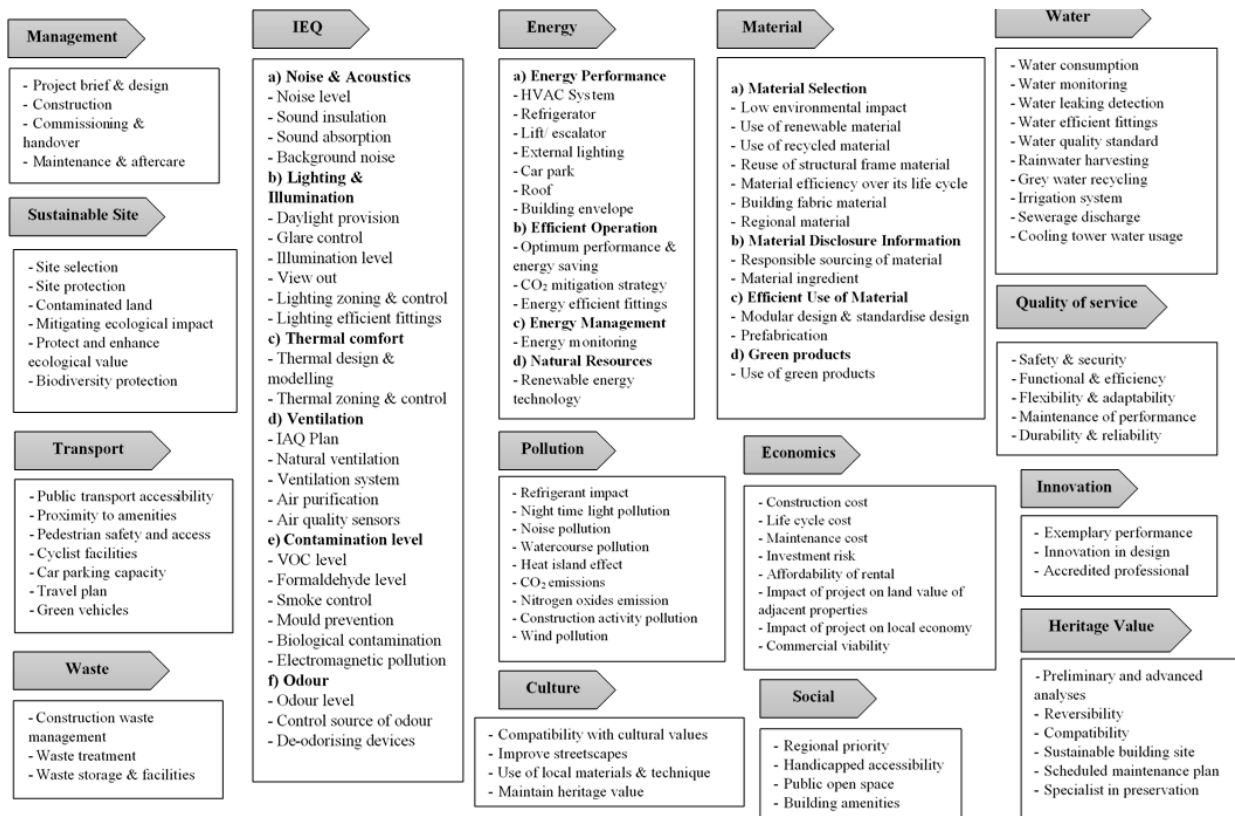 Management
- Project brief & design
- Construction
- Commissioning &
handover
- Maintenance & aftercare
Sustainable Site
- Site selection
- Site protection
- Contaminated land
- Mitigating ecological impact
- Protect and enhance
ecological value
- Biodiversity protection
Transport
- Public transport accessibility
- Proximity to amenities
- Pedestrian safety and access
- Cyclist facilities
- Car parking capacity
- Travel plan
- Green vehicles
Waste
- Construction waste
management
- Waste treatment
- Waste storage & facilities
IEQ
a) Noise & Acoustics
- Noise level
- Sound insulation
- Sound absorption
- Background noise
b) Lighting &
Illumination
- Daylight provision
- Glare control
- Illumination level
- View out
- Lighting zoning & control
- Lighting efficient fittings
c) Thermal comfort
- Thermal design &
modelling
- Thermal zoning & control
d) Ventilation
- IAQ Plan
- Natural ventilation
- Ventilation system
- Air purification
- Air quality sensors
e) Contamination level
- VOC level
- Formaldehyde level
- Smoke control
- Mould prevention
- Biological contamination
- Electromagnetic pollution
f) Odour
- Odour level
- Control source of odour
- De-odorising devices
Energy
a) Energy Performance
- HVAC System
- Refrigerator
- Lift/ escalator
- External lighting
- Car park
- Roof
- Building envelope
b) Efficient Operation
- Optimum performance &
energy saving
- CO₂ mitigation strategy
- Energy efficient fittings
c) Energy Management
- Energy monitoring
d) Natural Resources
- Renewable energy
technology
Pollution
- Refrigerant impact
- Night time light pollution
- Noise pollution
- Watercourse pollution
- Heat island effect
- CO₂ emissions
- Nitrogen oxides emission
- Construction activity pollution
- Wind pollution
Culture
- Compatibility with cultural values
- Improve streetscapes
- Use of local materials & technique
- Maintain heritage value
Material
a) Material Selection
- Low environmental impact
- Use of renewable material
- Use of recycled material
- Reuse of structural frame material
- Material efficiency over its life cycle
- Building fabric material
- Regional material
b) Material Disclosure Information
- Responsible sourcing of material
- Material ingredient
c) Efficient Use of Material
- Modular design & standardise design
- Prefabrication
d) Green products
- Use of green products
Economics
- Construction cost
- Life cycle cost
- Maintenance cost
- Investment risk
- Affordability of rental
- Impact of project on land value of
adjacent properties
- Impact of project on local economy
- Commercial viability
Social
- Regional priority
- Handicapped accessibility
- Public open space
- Building amenities
Water
- Water consumption
- Water monitoring
- Water leaking detection
- Water efficient fittings
- Water quality standard
- Rainwater harvesting
- Grey water recycling
- Irrigation system
- Sewerage discharge
- Cooling tower water usage
Quality of service
- Safety & security
- Functional & efficiency
- Flexibility & adaptability
- Maintenance of performance
- Durability & reliability
Innovation
- Exemplary performance
- Innovation in design
- Accredited professional
Heritage Value
- Preliminary and advanced
analyses
- Reversibility
- Compatibility
- Sustainable building site
- Scheduled maintenance plan
- Specialist in preservation